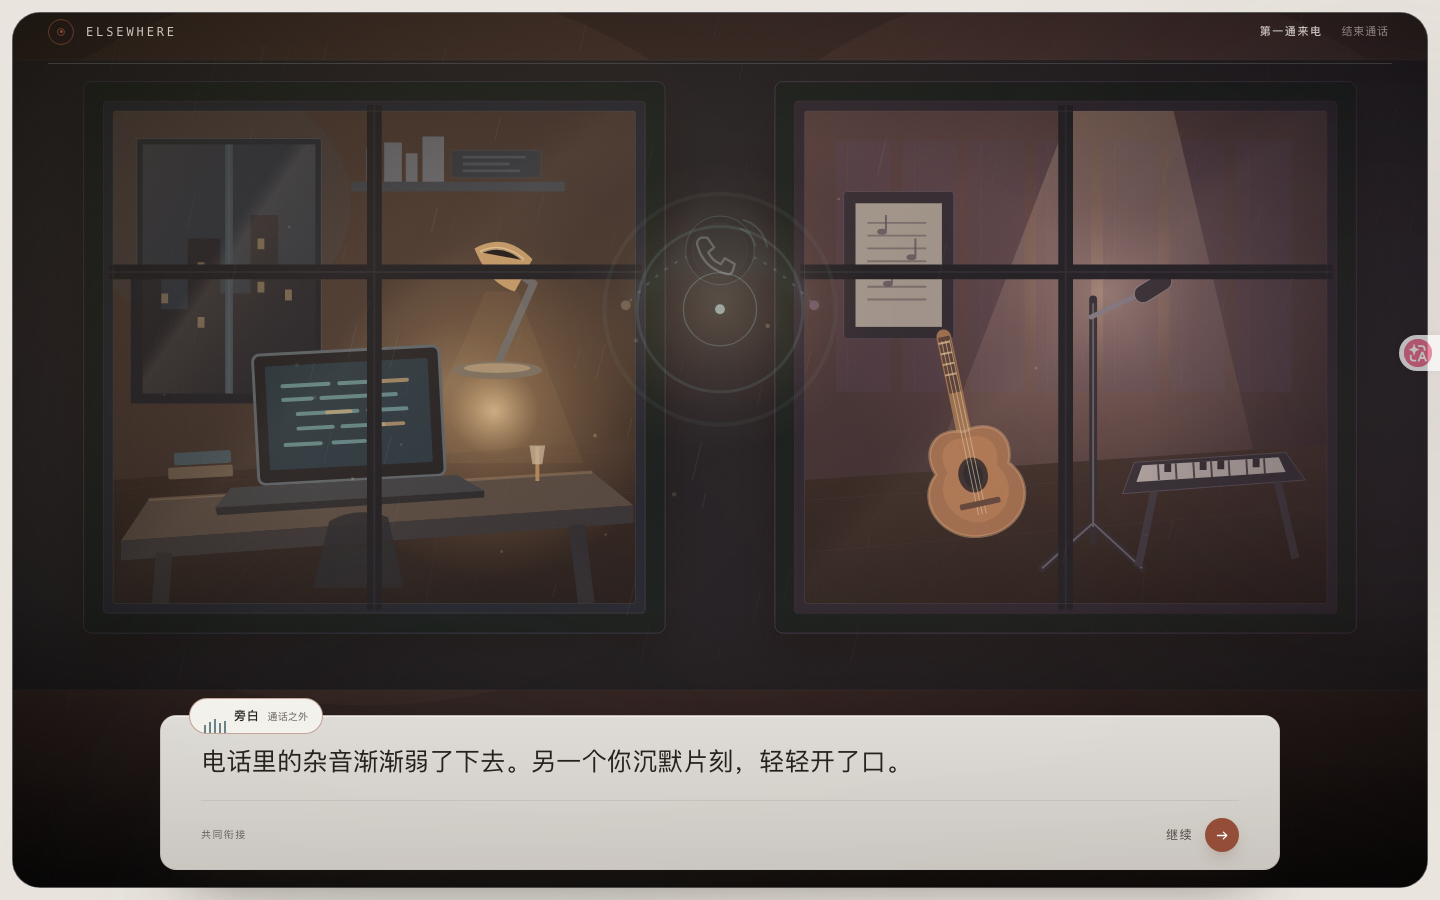 ELSEWHERE
第一通来电 结束通话
旁白 通话之外
电话里的杂音渐渐弱了下去。另一个你沉默片刻，轻轻开了口。
共同衔接
继续